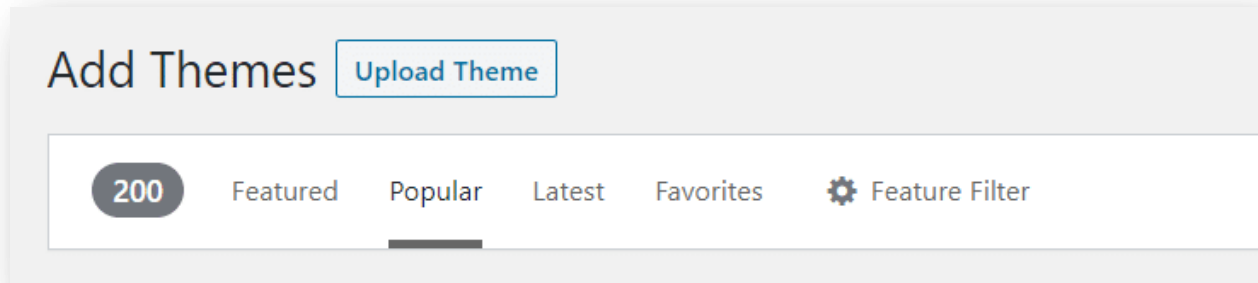 Add Themes Upload Theme
200 Featured Popular Latest Favorites Feature Filter